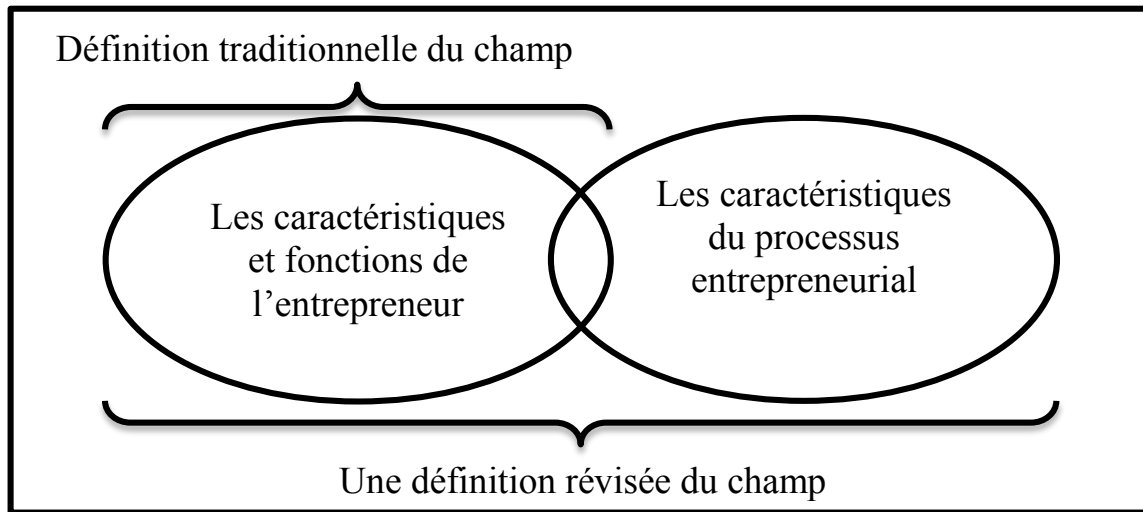 Définition traditionnelle du champ
Les caractéristiques
et fonctions de
l’entrepreneur
Les caractéristiques
du processus
entrepreneurial
Une définition révisée du champ